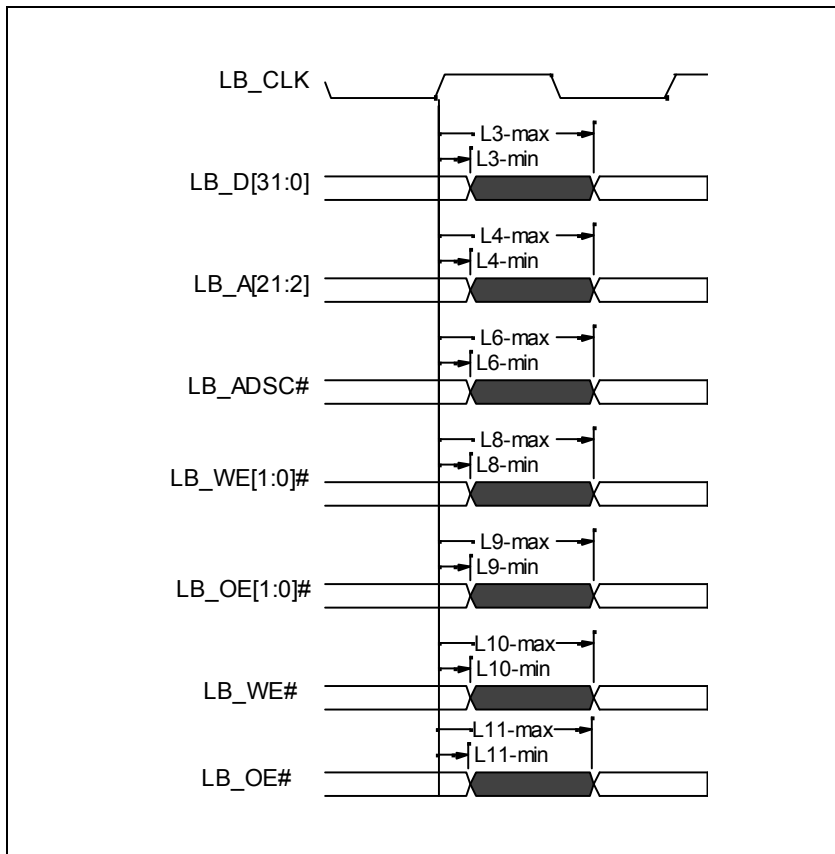 LB_CLK
L3-max
L3-min
LB_D[31:0]
L4-max
L4-min
LB_A[21:2]
L6-max
L6-min
LB_ADSC#
L8-max
L8-min
LB_WE[1:0]#
L9-max
L9-min
LB_OE[1:0]#
L10-max
L10-min
LB_WE#
L11-max
L11-min
LB_OE#